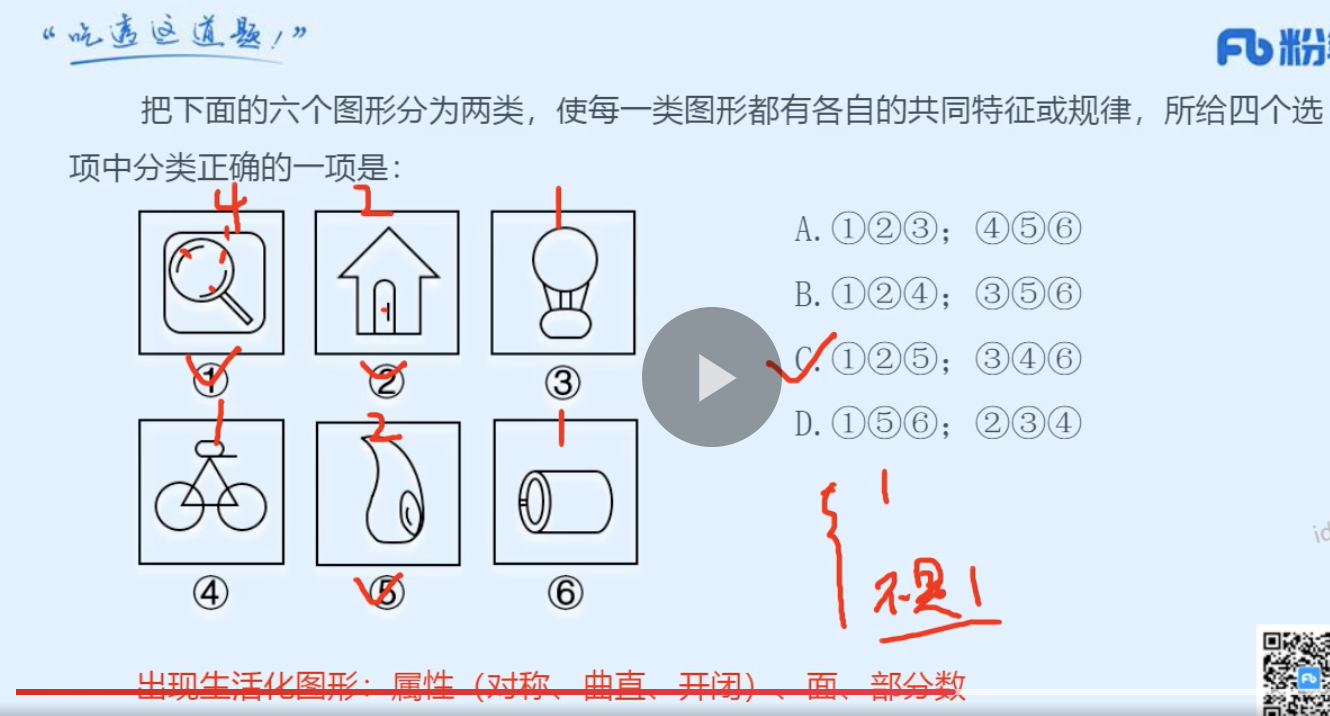 “吃透这道题！”
粉
把下面的六个图形分为两类，使每一类图形都有各自的共同特征或规律，所给四个选
项中分类正确的一项是：
4 2 1
① ② ③
A. ①②③；④⑤⑥
B. ①②④；③⑤⑥
C. ①②⑤；③④⑥
D. ①⑤⑥；②③④
1 2 1
④ ⑤ ⑥
1
不是1
id
出现生活化图形：属性（对称、曲直、开闭）、面、部分数